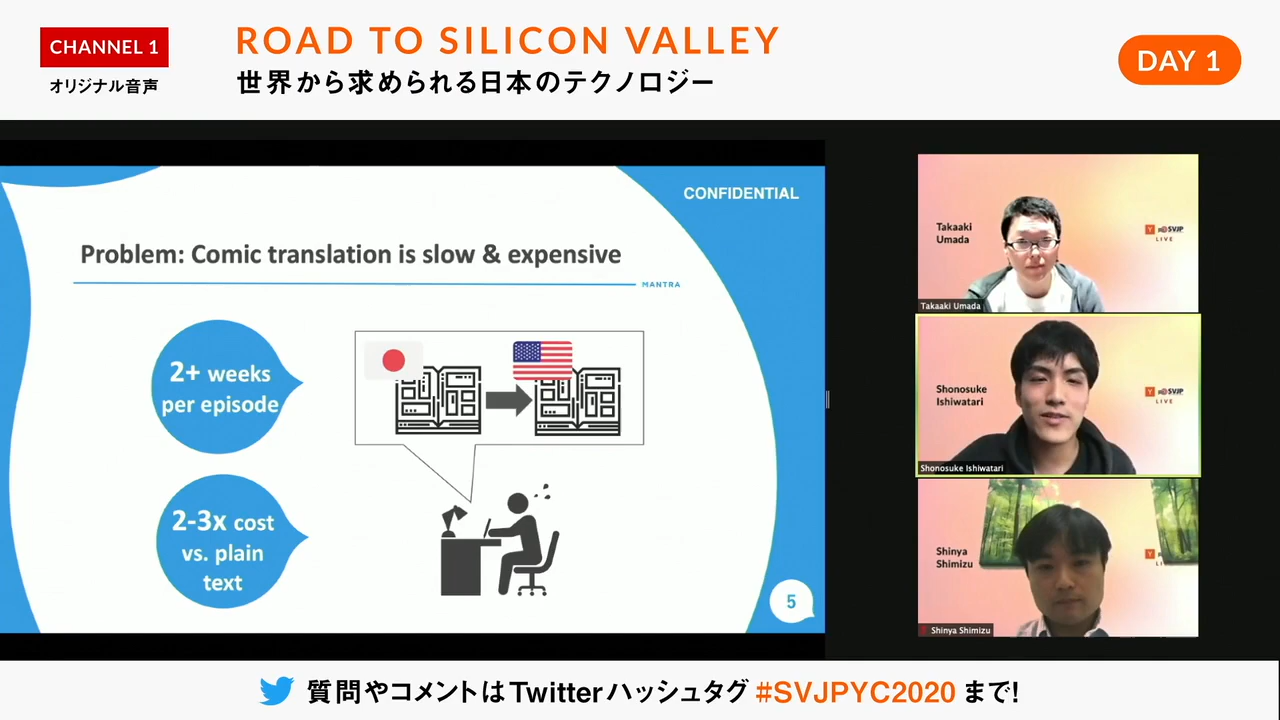 CHANNEL 1
オリジナル音声
ROAD TO SILICON VALLEY
世界から求められる日本のテクノロジー
DAY 1
CONFIDENTIAL
Problem: Comic translation is slow & expensive
MANTRA
2+ weeks
per episode
2-3x cost
vs. plain
text
5
Takaaki
Umada
Y SVJP
LIVE
Takaaki Umada
Shonosuke
Ishiwatari
Y SVJP
LIVE
Shonosuke Ishiwatari
Shinya
Shimizu
Y
Shinya Shimizu
質問やコメントはTwitterハッシュタグ #SVJPYC2020 まで!